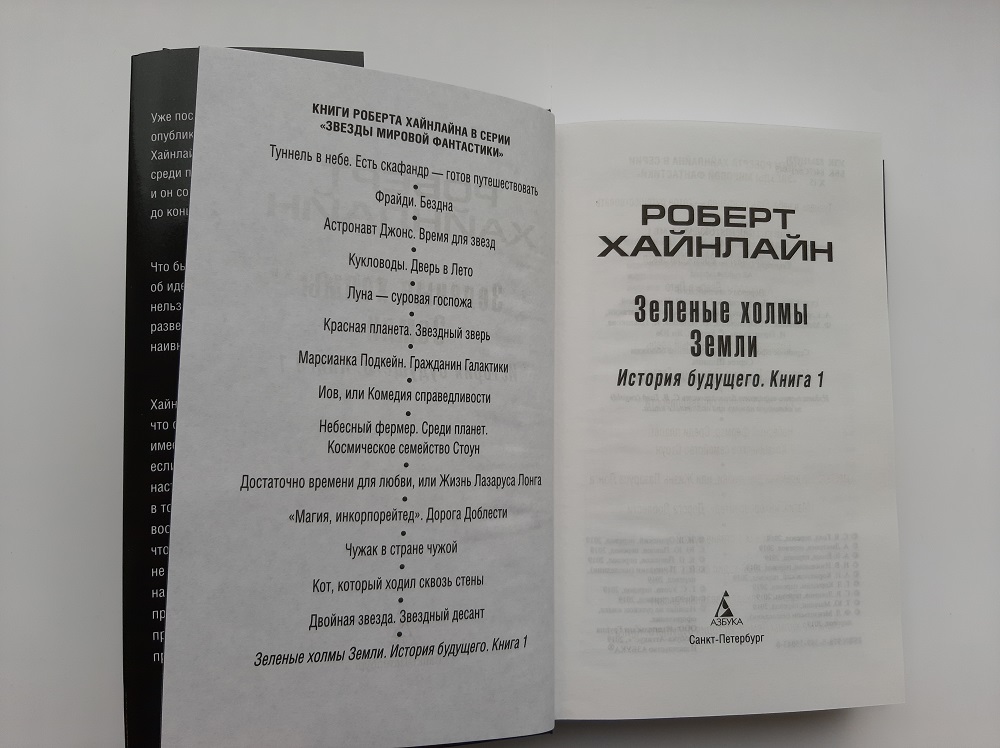 Уже пос
опублик
Хайнлай
среди п
и он со
до конц
Что бы
об иде
нельз
разве
наивн
Хайн
что с
имес
если
наст
в то
вос
что
не
на
пр
пр
пр
КНИГИ РОБЕРТА ХАЙНЛАЙНА В СЕРИИ
«ЗВЕЗДЫ МИРОВОЙ ФАНТАСТИКИ»
Туннель в небе. Есть скафандр — готов путешествовать
•
Фрайди. Бездна
•
Астронавт Джонс. Время для звезд
•
Кукловоды. Дверь в Лето
•
Луна — суровая госпожа
•
Красная планета. Звездный зверь
•
Марсианка Подкейн. Гражданин Галактики
•
Иов, или Комедия справедливости
•
Небесный фермер. Среди планет.
Космическое семейство Стоун
•
Достаточно времени для любви, или Жизнь Лазаруса Лонга
•
«Магия, инкорпорейтед». Дорога Доблести
•
Чужак в стране чужой
•
Кот, который ходил сквозь стены
•
Двойная звезда. Звездный десант
•
Зеленые холмы Земли. История будущего. Книга 1
РОБЕРТ
ХАЙНЛАЙН
Зеленые холмы
Земли
История будущего. Книга 1
АЗБУКА
Санкт-Петербург